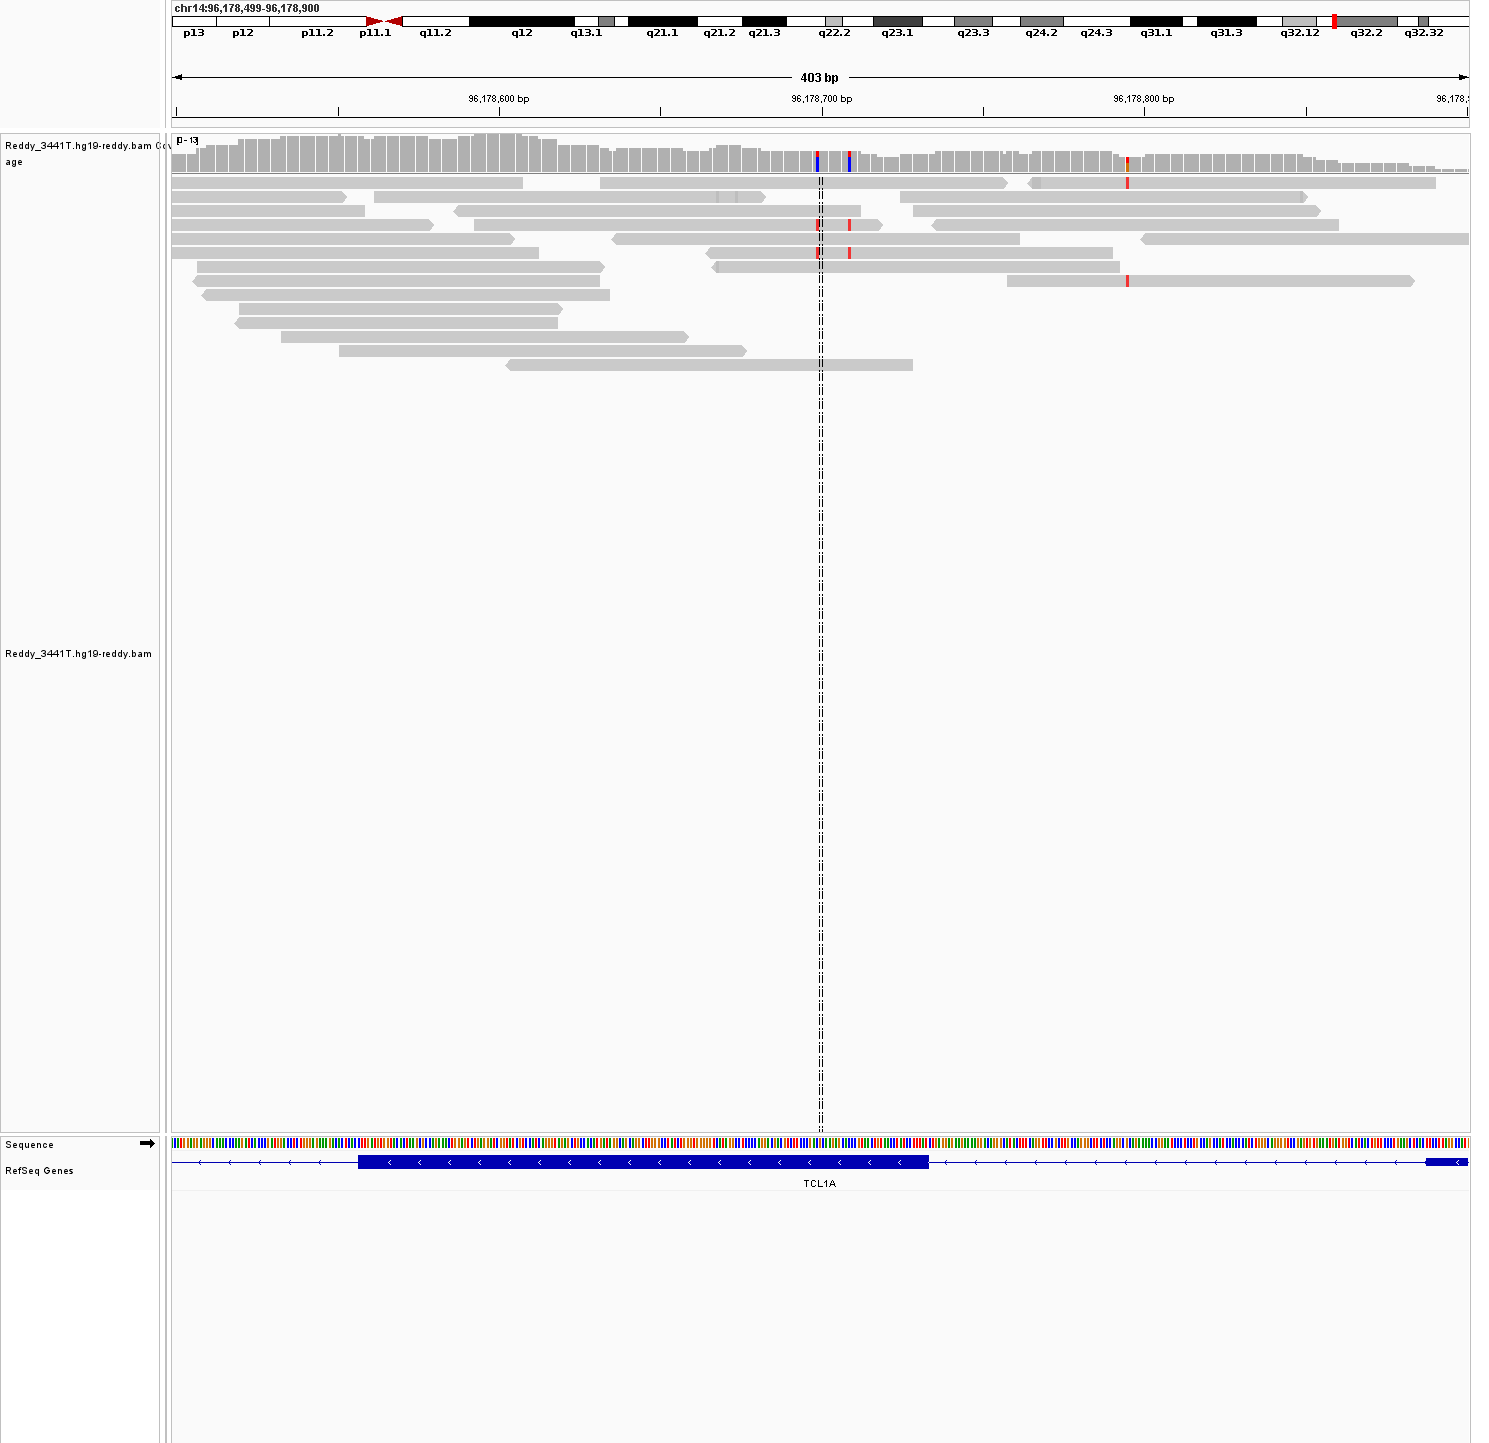 chr14:96,178,499-96,178,900
p13 p12 p11.2 p11.1 q11.2 q12 q13.1 q21.1 q21.2 q21.3 q22.2 q23.1 q23.3 q24.2 q24.3 q31.1 q31.3 q32.12 q32.2 q32.32
403 bp
96,178,600 bp 96,178,700 bp 96,178,800 bp 96,178,
[0 - 13]
Reddy_3441T.hg19-reddy.bam Cov
age
Reddy_3441T.hg19-reddy.bam
Sequence
RefSeq Genes
TCL1A